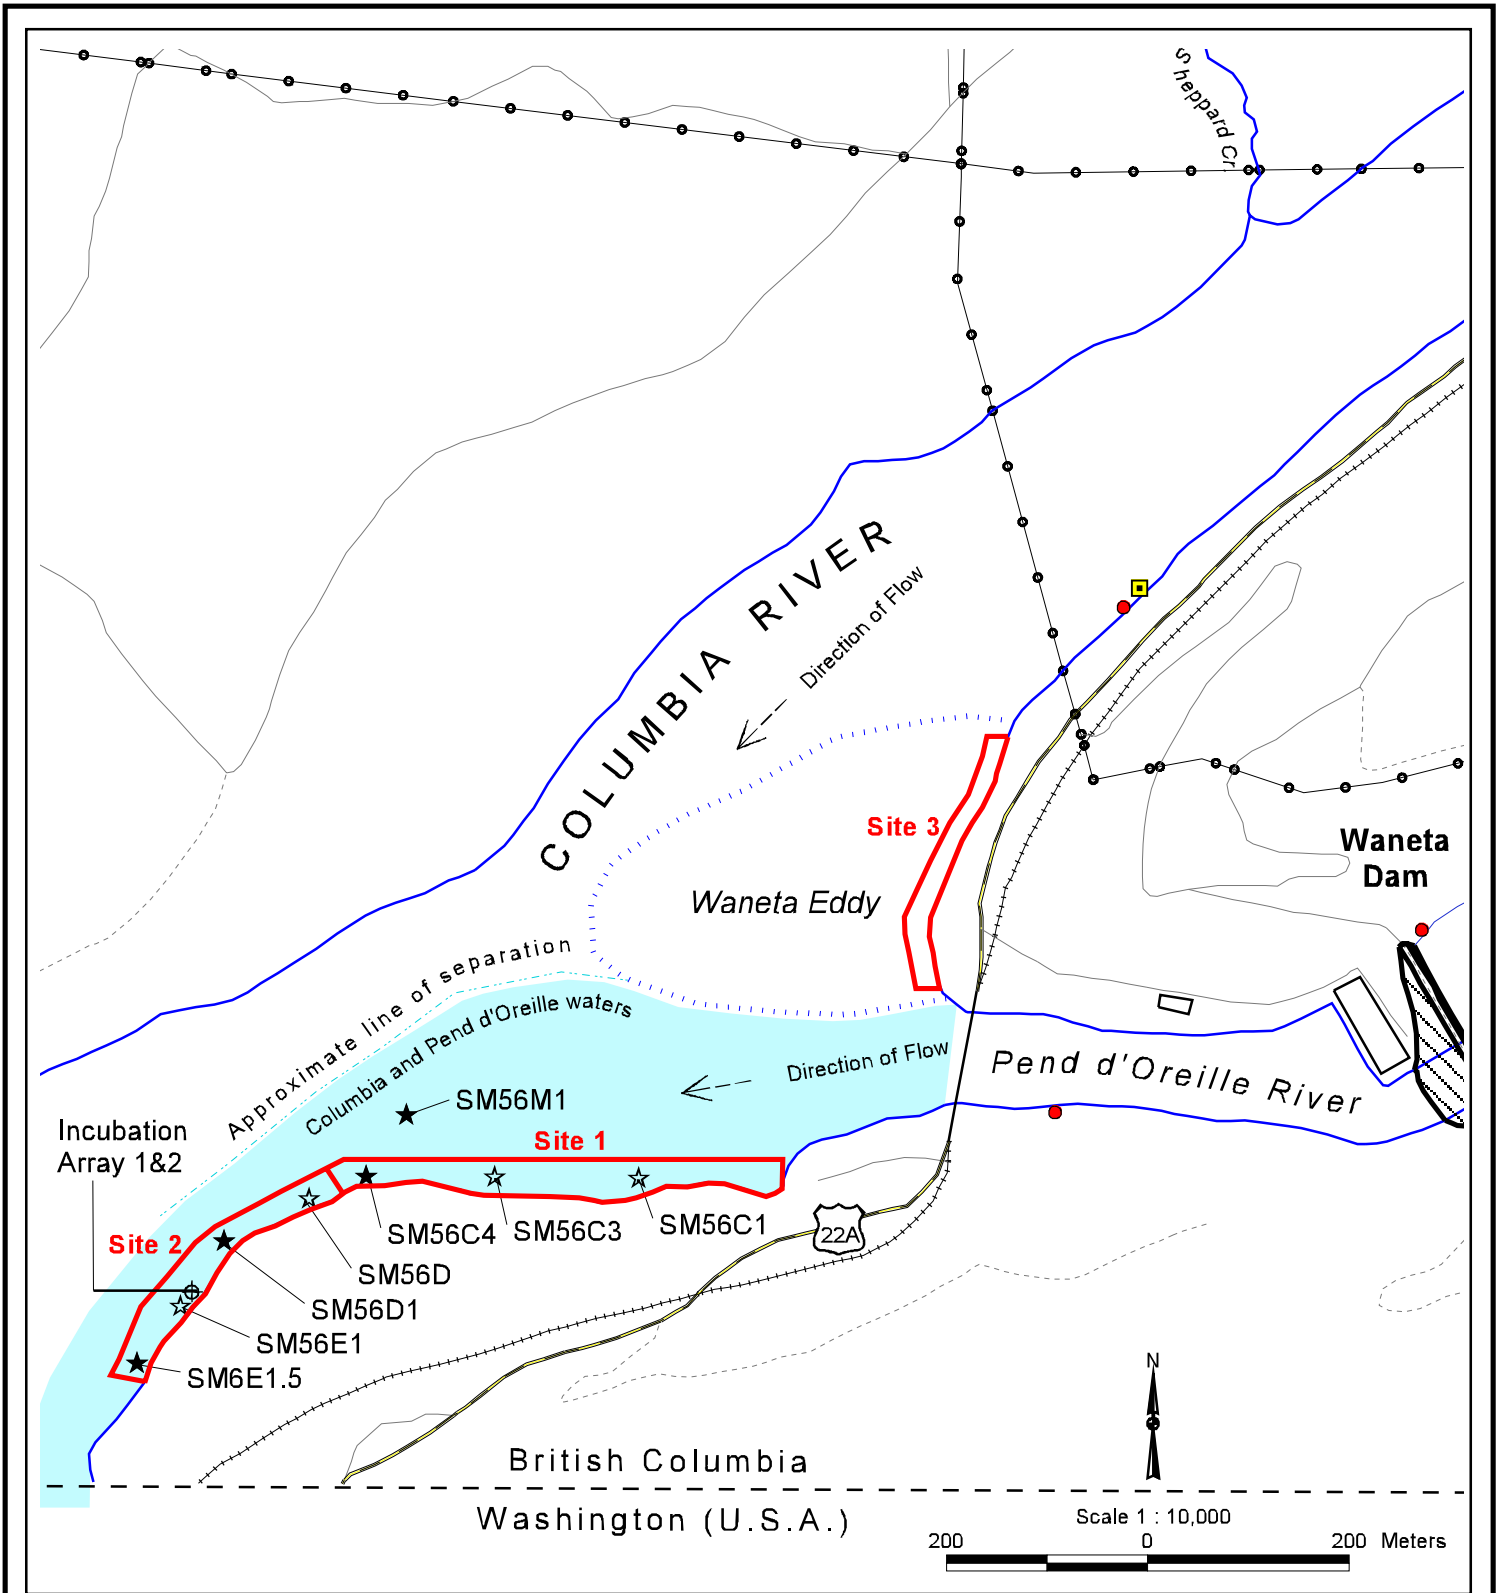 Sheppard Cr.
COLUMBIA RIVER
Direction of Flow
Site 3
Waneta Eddy
Waneta
Dam
Approximate line of separation
Columbia and Pend d'Oreille waters
Direction of Flow
Pend d'Oreille River
SM56M1
Incubation
Array 1&2
Site 1
SM56C4
SM56C3
SM56C1
22A
Site 2
SM56D
SM56D1
SM56E1
SM6E1.5
N
British Columbia
Washington (U.S.A.)
Scale 1 : 10,000
200 0 200 Meters